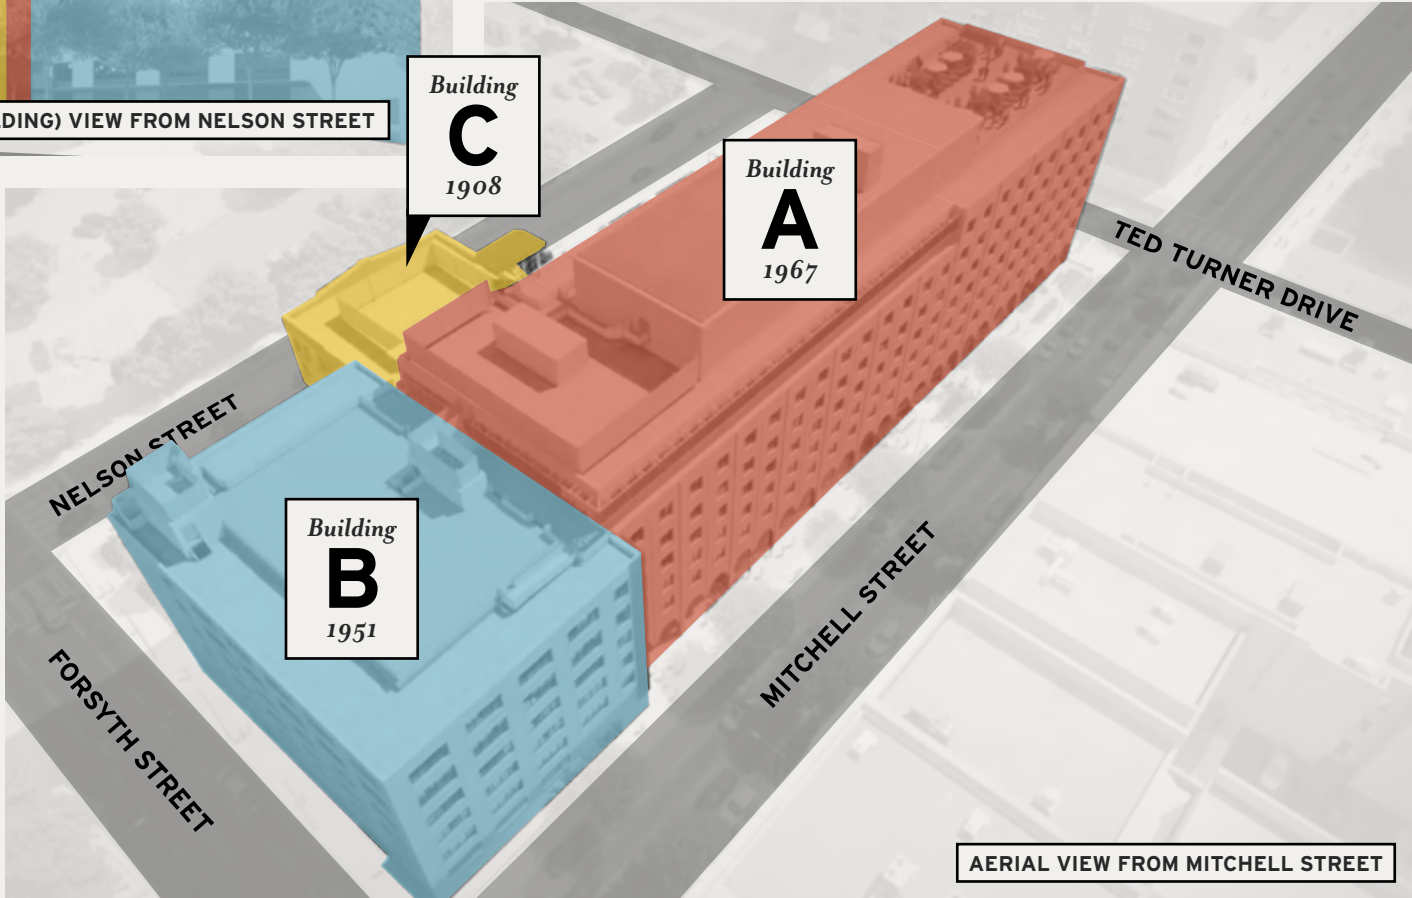 DING) VIEW FROM NELSON STREET
Building
C
1908
Building
A
1967
TED TURNER DRIVE
NELSON STREET
Building
B
1951
MITCHELL STREET
FORSYTH STREET
AERIAL VIEW FROM MITCHELL STREET